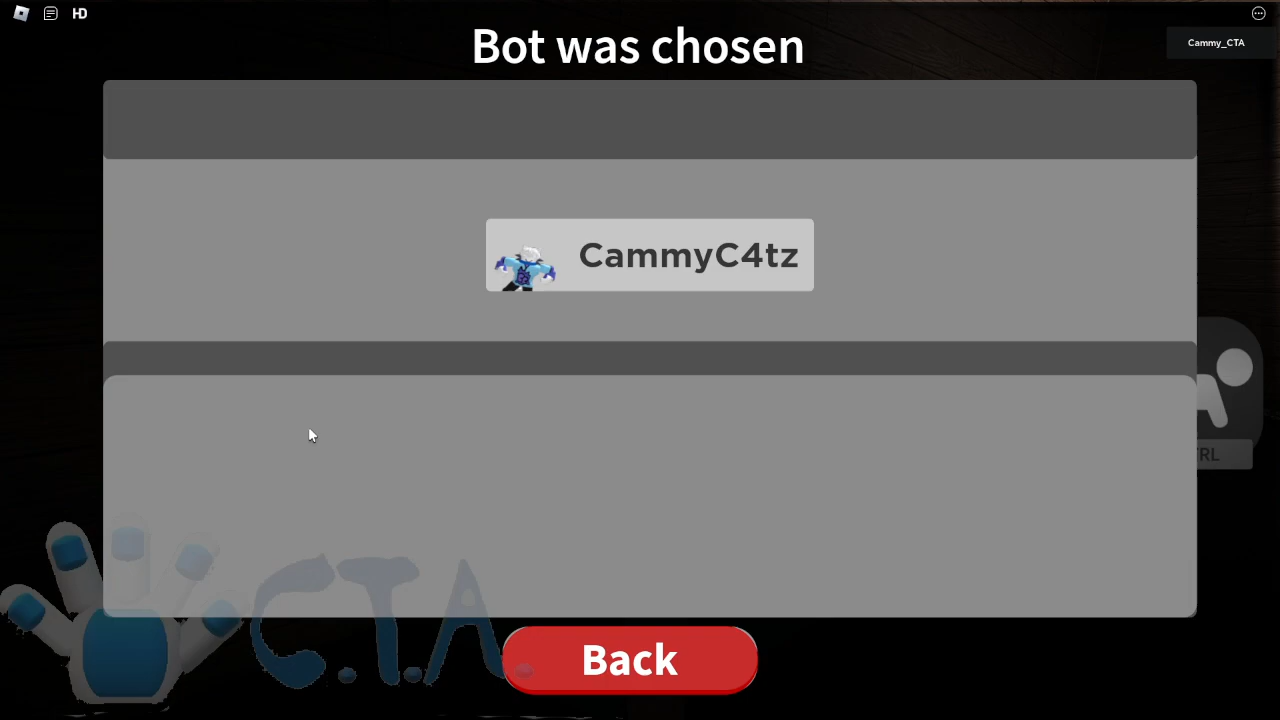 HD
Bot was chosen
Cammy_CTA
CammyC4tz
C.T.A.
Back